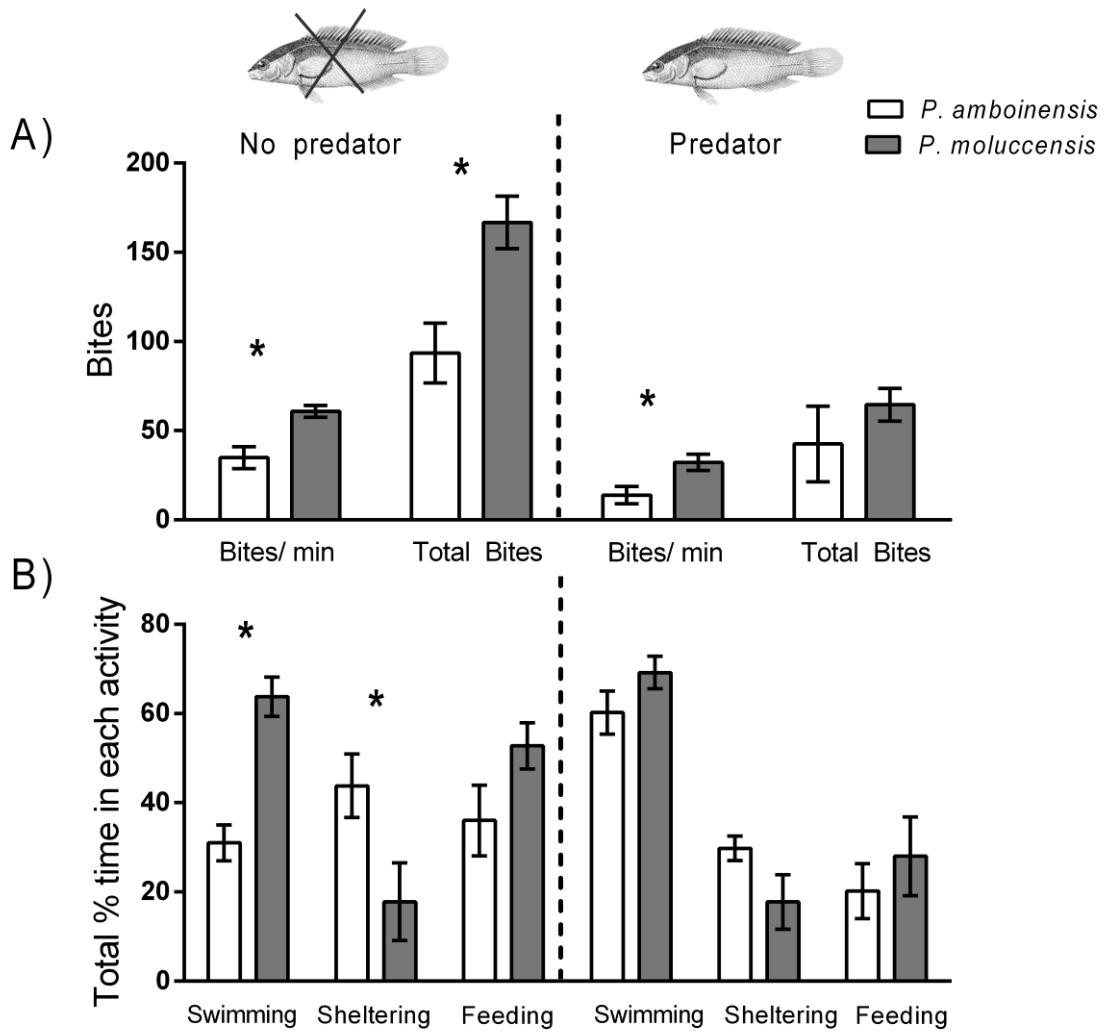 A)
No predator
Predator
P. amboinensis
P. moluccensis
Bites
200
150
100
50
0
*
*
*
Bites/ min
Total Bites
Bites/ min
Total Bites
B)
Total % time in each activity
80
60
40
20
0
*
*
Swimming
Sheltering
Feeding
Swimming
Sheltering
Feeding